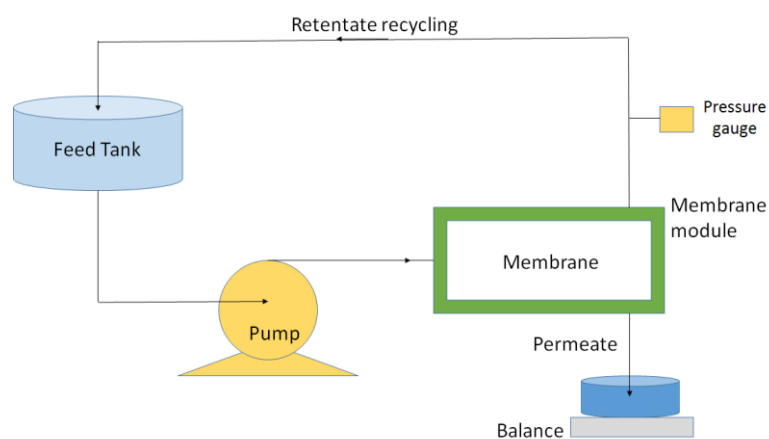 Retentate recycling
Pressure
gauge
Feed Tank
Membrane
module
Membrane
Pump
Permeate
Balance